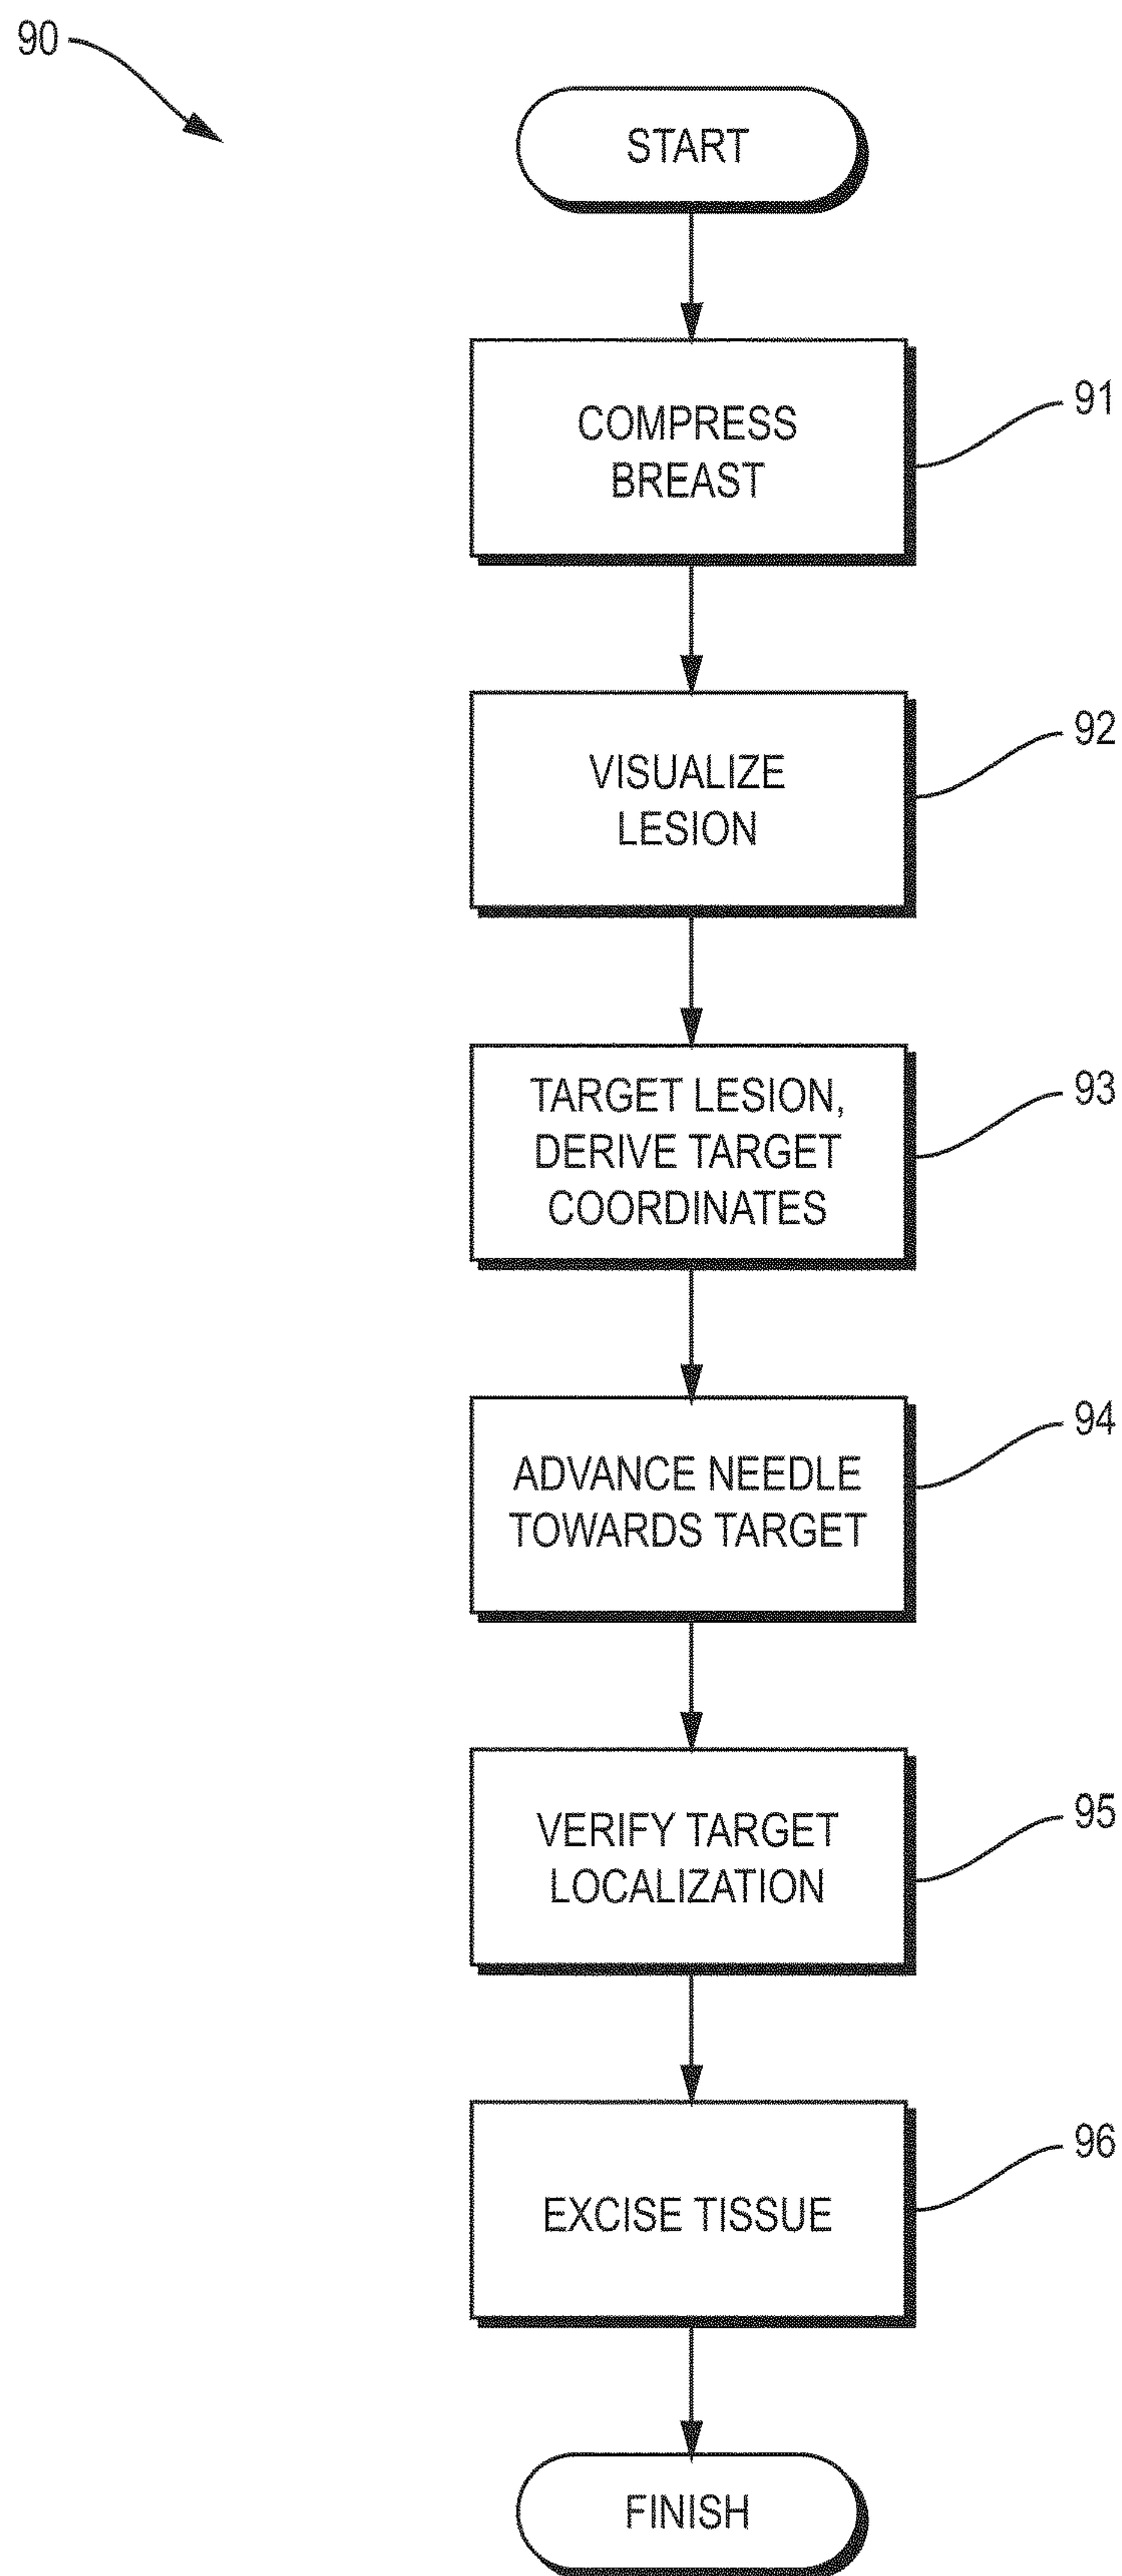 90
START
COMPRESS
BREAST
91
VISUALIZE
LESION
92
TARGET LESION,
DERIVE TARGET
COORDINATES
93
ADVANCE NEEDLE
TOWARDS TARGET
94
VERIFY TARGET
LOCALIZATION
95
EXCISE TISSUE
96
FINISH